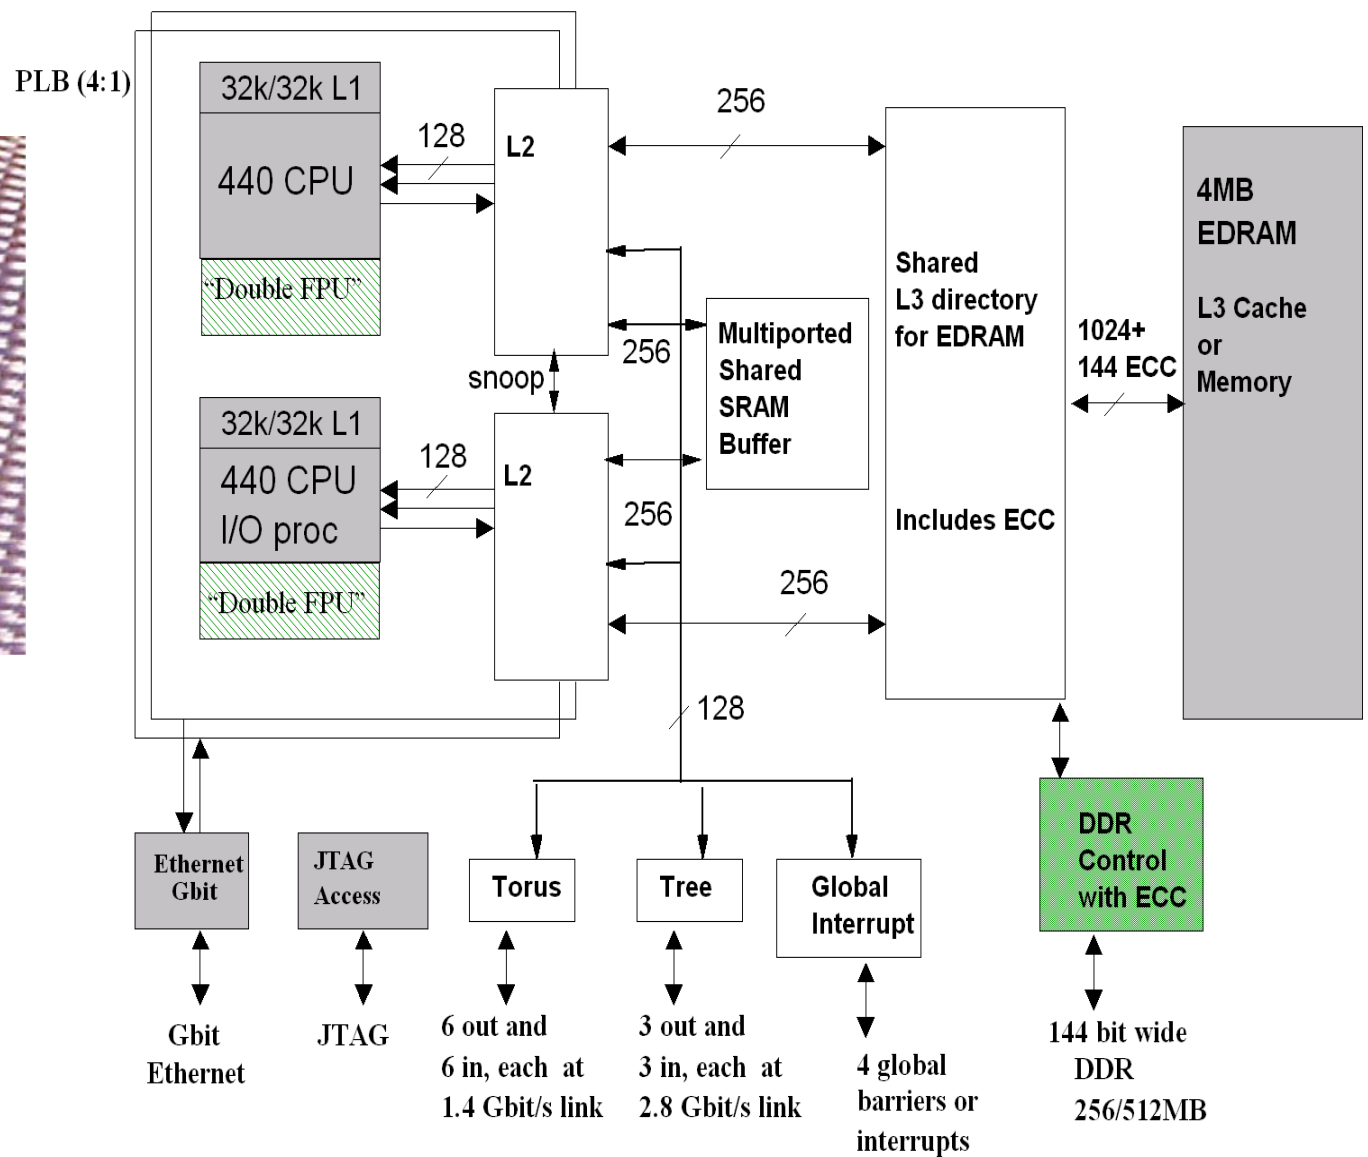 PLB (4:1)
32k/32k L1
440 CPU
“Double FPU”
128
L2
256
snoop
256
Multiported
Shared
SRAM
Buffer
Shared
L3 directory
for EDRAM
Includes ECC
1024+
144 ECC
4MB
EDRAM
L3 Cache
or
Memory
32k/32k L1
440 CPU
I/O proc
“Double FPU”
128
L2
256
256
128
Ethernet
Gbit
JTAG
Access
Torus
Tree
Global
Interrupt
DDR
Control
with ECC
Gbit
Ethernet
JTAG
6 out and
6 in, each at
1.4 Gbit/s link
3 out and
3 in, each at
2.8 Gbit/s link
4 global
barriers or
interrupts
144 bit wide
DDR
256/512MB